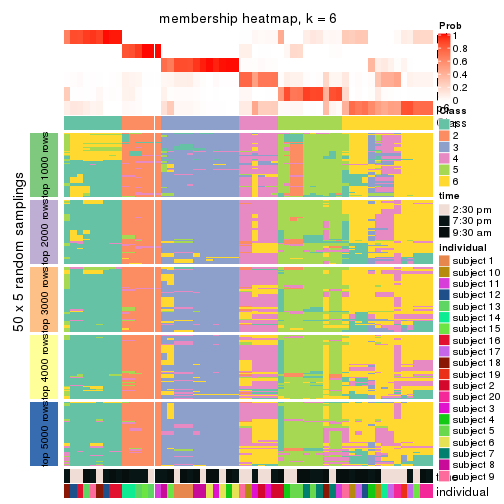 membership heatmap, k = 6
50 x 5 random samplings
top 1000 rows
top 2000 rows
top 3000 rows
top 4000 rows
top 5000 rows
Prob
1
0.8
0.6
0.4
0.2
0
Class
1
2
3
4
5
6
time
2:30 pm
7:30 pm
9:30 am
individual
subject 1
subject 10
subject 11
subject 12
subject 13
subject 14
subject 15
subject 16
subject 17
subject 18
subject 19
subject 2
subject 20
subject 3
subject 4
subject 5
subject 6
subject 7
subject 8
subject 9
time
individual